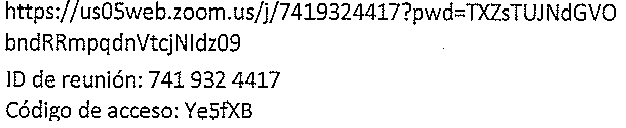 https://us05web.zoom.us/j/7419324417?pwd=TXZsTUJNdGVO
bndRRmpqdnVtcjNIdz09
ID de reunión: 741 932 4417
Código de acceso: Ye5fXB